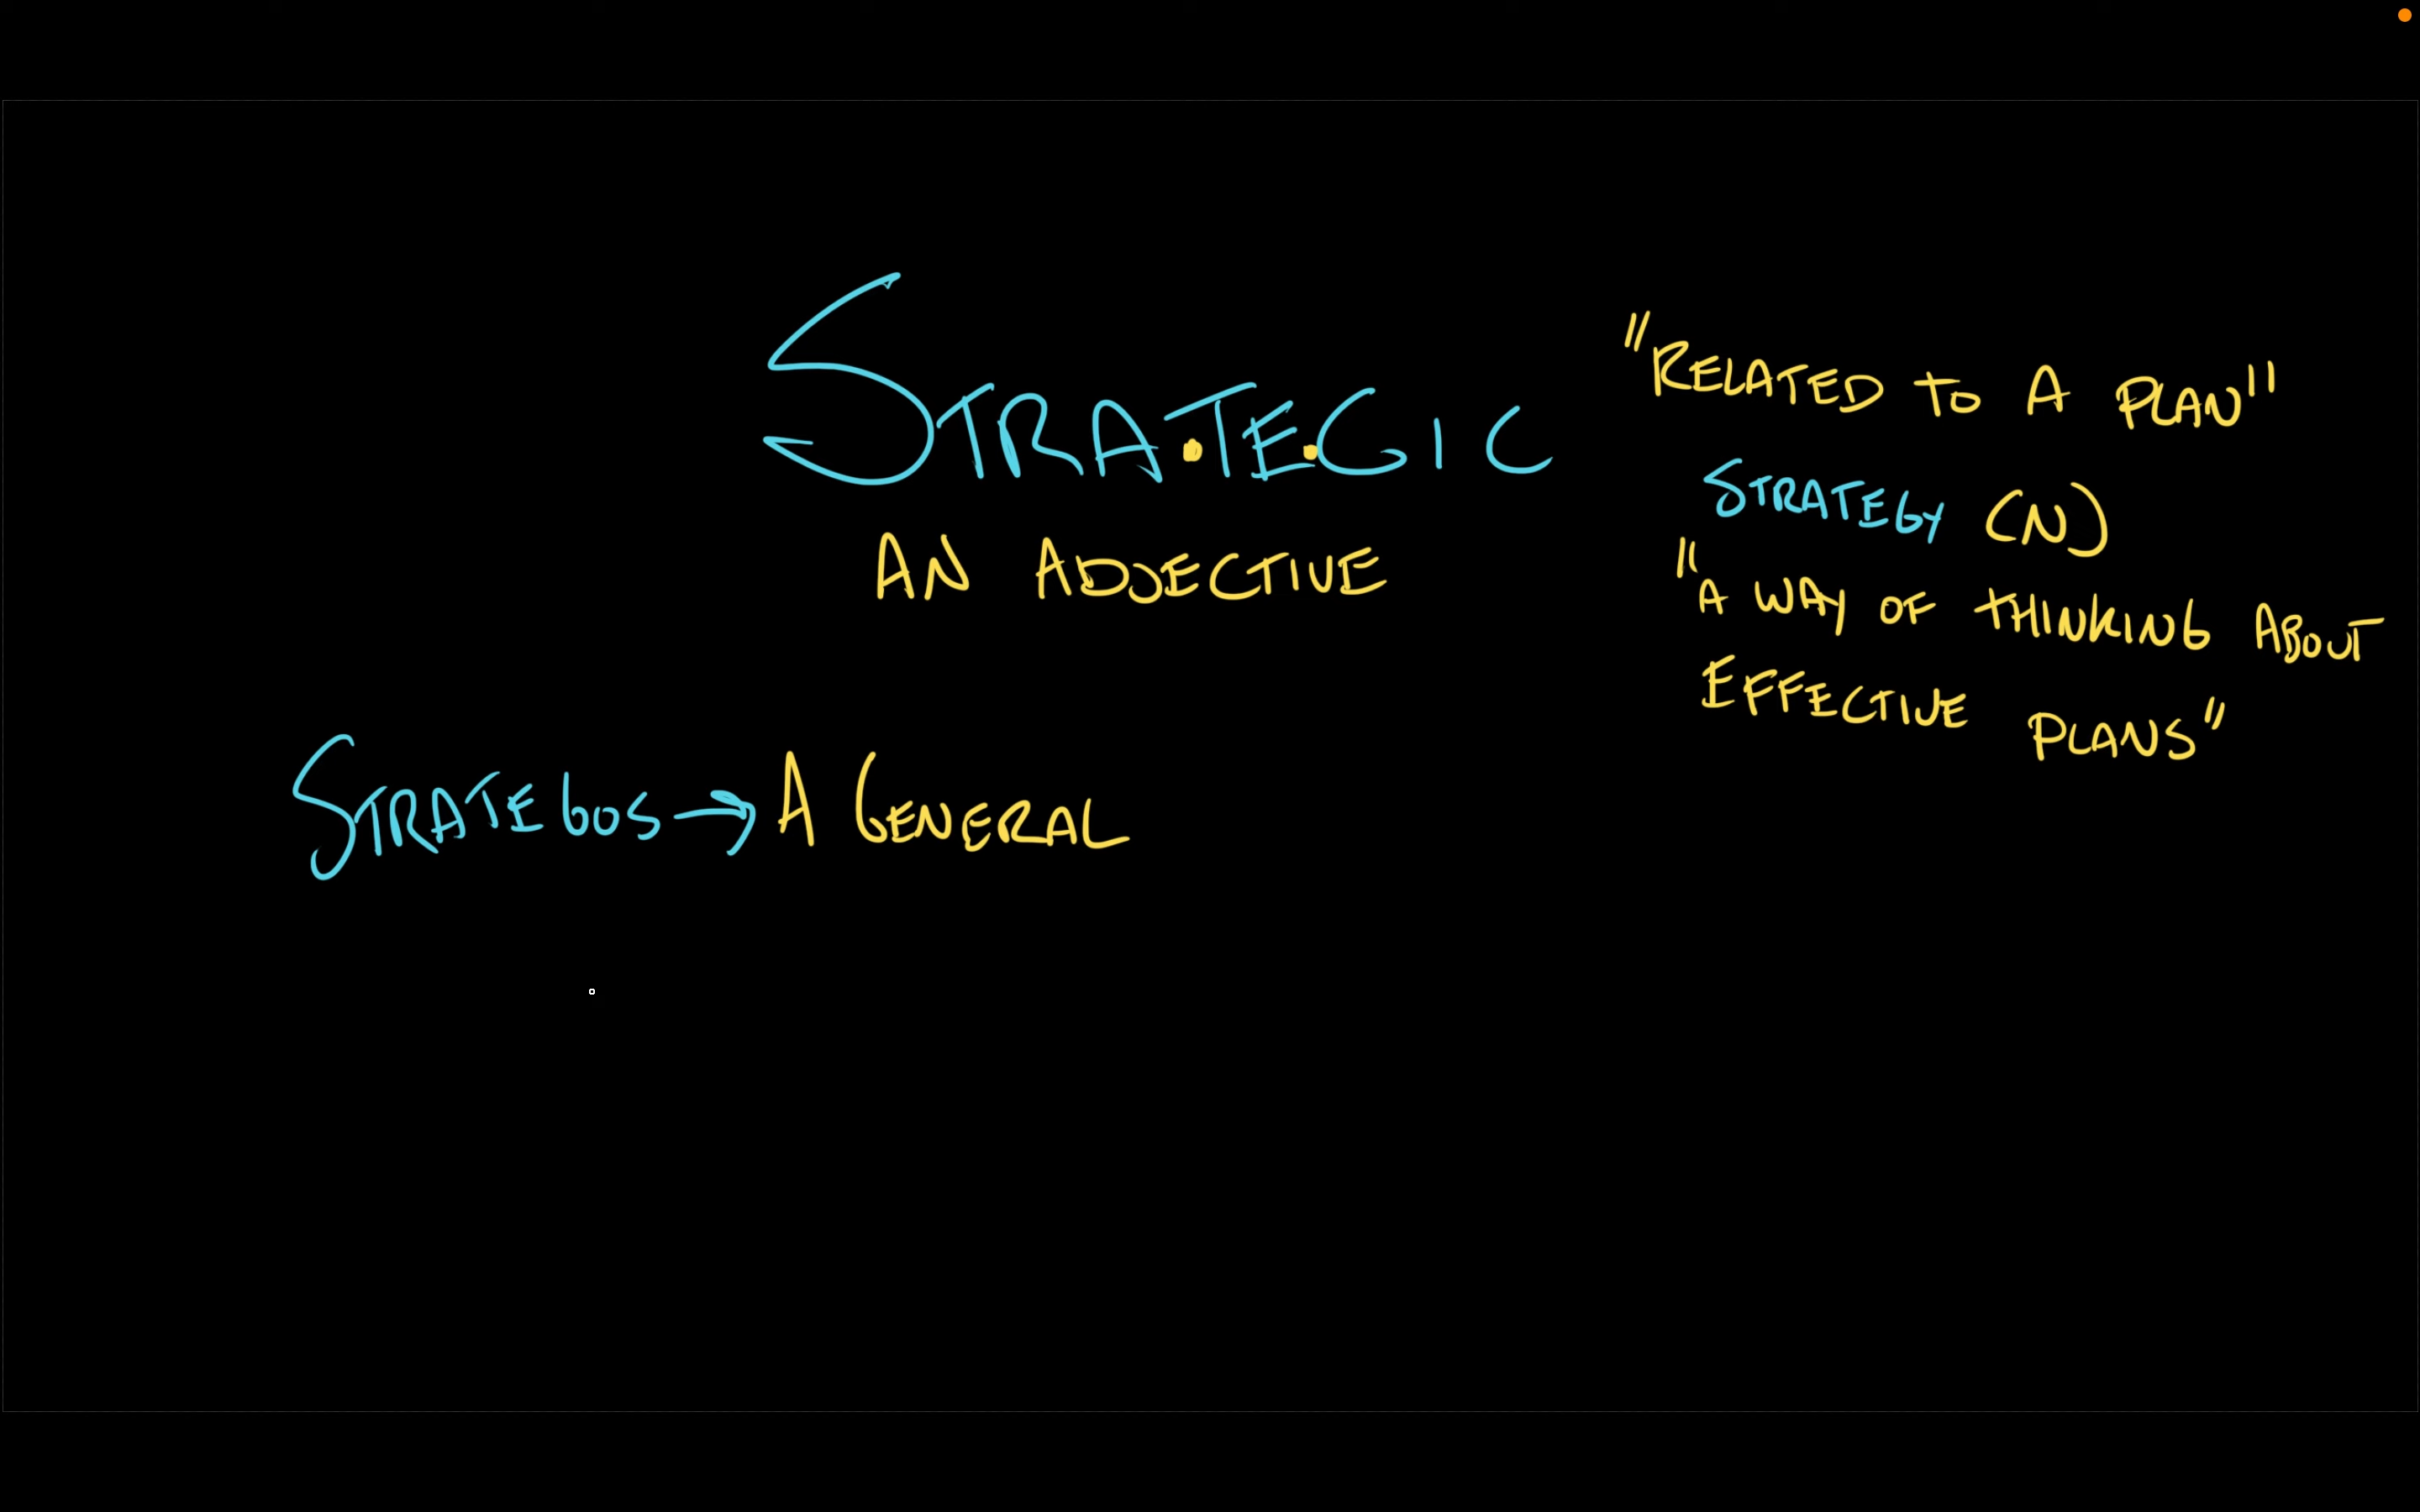 STRA•TE•GIC
AN ADJECTIVE
"RELATED TO A PLAN"
STRATEGY (N)
"A WAY OF THINKING ABOUT
EFFECTIVE PLANS"
STRATEGOS → A GENERAL